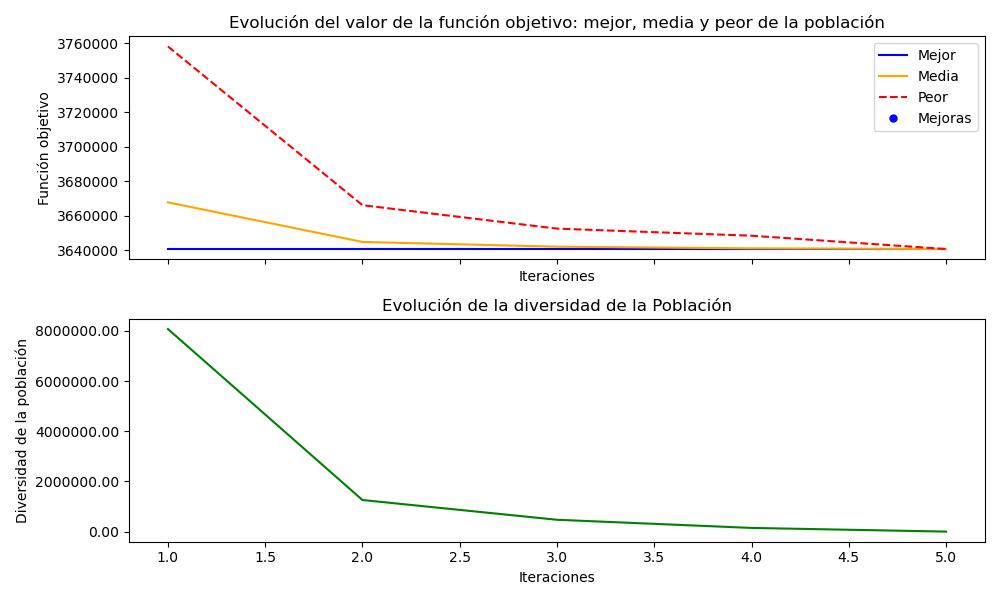 Evolución del valor de la función objetivo: mejor, media y peor de la población
Función objetivo
3760000
3740000
3720000
3700000
3680000
3660000
3640000
Mejor
Media
Peor
Mejoras
Iteraciones
Evolución de la diversidad de la Población
Diversidad de la población
8000000.00
6000000.00
4000000.00
2000000.00
0.00
1.0 1.5 2.0 2.5 3.0 3.5 4.0 4.5 5.0
Iteraciones